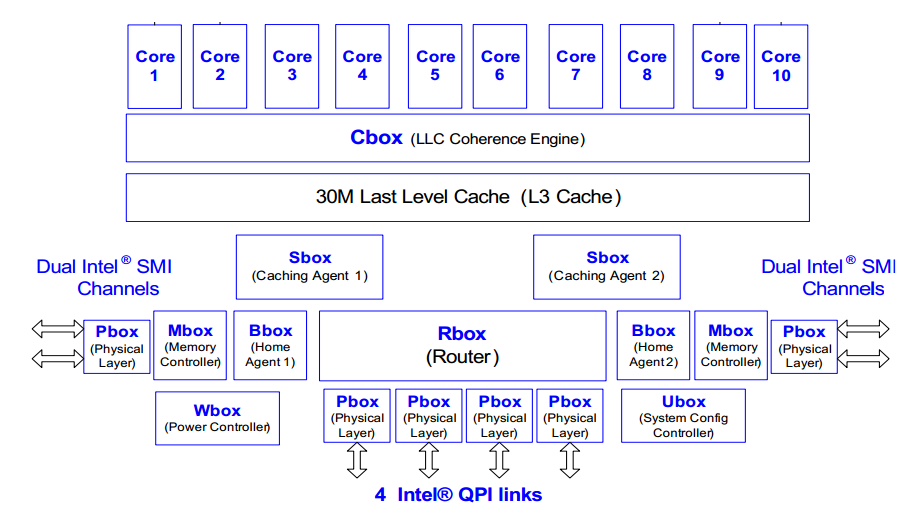 Core 1
Core 2
Core 3
Core 4
Core 5
Core 6
Core 7
Core 8
Core 9
Core 10
Cbox (LLC Coherence Engine)
30M Last Level Cache (L3 Cache)
Sbox
(Caching Agent 1)
Sbox
(Caching Agent 2)
Dual Intel® SMI
Channels
Dual Intel® SMI
Channels
Pbox
(Physical
Layer)
Mbox
(Memory
Controller)
Bbox
(Home
Agent 1)
Rbox
(Router)
Bbox
(Home
Agent2)
Mbox
(Memory
Controller)
Pbox
(Physical
Layer)
Wbox
(Power Controller)
Pbox
(Physical
Layer)
Pbox
(Physical
Layer)
Pbox
(Physical
Layer)
Pbox
(Physical
Layer)
Ubox
(System Config
Controller)
4 Intel® QPI links